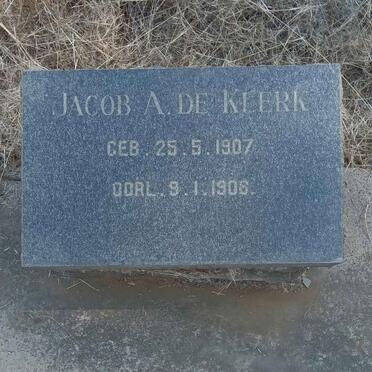 JACOB A. DE KLERK
GEB. 25.5.1907
OORL. 9.1.1908.